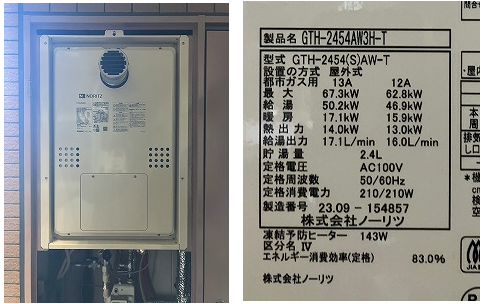 NORITZ
製品名 GTH-2454AW3H-T
型式 GTH-2454(S)AW-T
設置の方式 屋外式
都市ガス用 13A 12A
最大 67.3kW 62.8kW
給湯 50.2kW 46.9kW
暖房 17.1kW 15.9kW
熱出力 14.0kW 13.0kW
給湯出力 17.1L/min 16.0L/min
貯湯量 2.4L
定格電圧 AC100V
定格周波数 50/60Hz
定格消費電力 210/210W
製造番号 23.09 - 154857
株式会社ノーリツ
凍結予防ヒーター 143W
区分名 Ⅳ
エネルギー消費効率(定格) 83.0%
株式会社ノーリツ